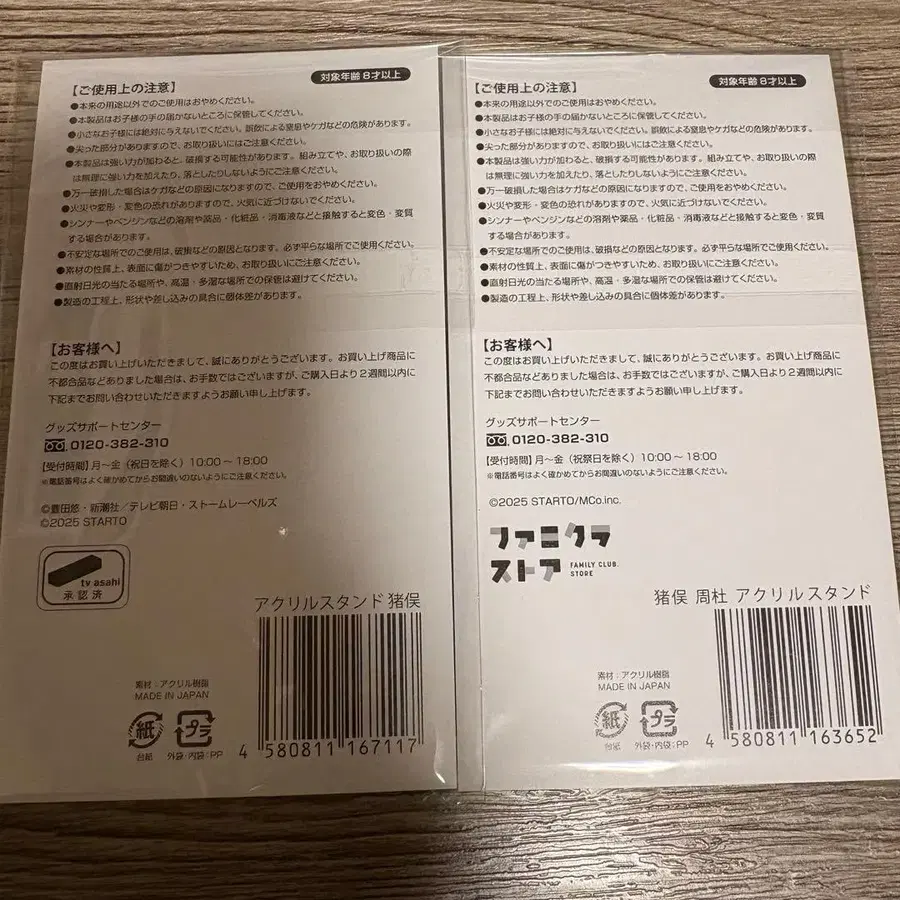 【ご使用上の注意】
対象年齢 8才以上
●本来の用途以外でのご使用はおやめください。
●本製品はお子様の手の届かないところに保管してください。
●小さなお子様には絶対に与えないでください。誤飲による窒息やケガなどの危険があります。
●尖った部分がありますので、お取り扱いにはご注意ください。
●本製品は強い力が加わると、破損する可能性があります。組み立てや、お取り扱いの際
は無理に強い力を加えたり、落としたりしないようにご注意ください。
●万一破損した場合はケガなどの原因になりますので、ご使用をおやめください。
●火災や変形・変色の恐れがありますので、火気に近づけないでください。
●シンナーやベンジンなどの溶剤や薬品・化粧品・消毒液などと接触すると変色・変質
する場合があります。
●不安定な場所でのご使用は、破損などの原因となります。必ず平らな場所でご使用ください。
●素材の性質上、表面に傷がつきやすいため、お取り扱いにご注意ください。
●直射日光の当たる場所や、高温・多湿な場所での保管は避けてください。
●製造の工程上、形状や差し込みの具合に個体差があります。
【お客様へ】
この度はお買い上げいただきまして、誠にありがとうございます。お買い上げ商品に
不都合品などありました場合は、お手数ではございますが、ご購入日より2週間以内に
下記までお問い合わせいただきますようお願い申し上げます。
グッズサポートセンター
0120-382-310
【受付時間】月〜金（祝日を除く）10:00〜18:00
※電話番号はよく確かめてからお間違いのないようにご注意ください。
©豊田悠・新潮社／テレビ朝日・ストームレーベルズ
©2025 STARTO
tv asahi
承認済
アクリルスタンド 猪俣
素材：アクリル樹脂
MADE IN JAPAN
紙
プラ
台紙
外袋・内袋：PP
4 580811 167117
【ご使用上の注意】
対象年齢 8才以上
●本来の用途以外でのご使用はおやめください。
●本製品はお子様の手の届かないところに保管してください。
●小さなお子様には絶対に与えないでください。誤飲による窒息やケガなどの危険があります。
●尖った部分がありますので、お取り扱いにはご注意ください。
●本製品は強い力が加わると、破損する可能性があります。組み立てや、お取り扱いの際
は無理に強い力を加えたり、落としたりしないようにご注意ください。
●万一破損した場合はケガなどの原因になりますので、ご使用をおやめください。
●火災や変形・変色の恐れがありますので、火気に近づけないでください。
●シンナーやベンジンなどの溶剤や薬品・化粧品・消毒液などと接触すると変色・変質
する場合があります。
●不安定な場所でのご使用は、破損などの原因となります。必ず平らな場所でご使用ください。
●素材の性質上、表面に傷がつきやすいため、お取り扱いにご注意ください。
●直射日光の当たる場所や、高温・多湿な場所での保管は避けてください。
●製造の工程上、形状や差し込みの具合に個体差があります。
【お客様へ】
この度はお買い上げいただきまして、誠にありがとうございます。お買い上げ商品に
不都合品などありました場合は、お手数ではございますが、ご購入日より2週間以内に
下記までお問い合わせいただきますようお願い申し上げます。
グッズサポートセンター
0120-382-310
【受付時間】月〜金（祝祭日を除く）10:00〜18:00
※電話番号はよく確かめてからお間違いのないようにご注意ください。
©2025 STARTO/MCo.inc.
ファミクラ
ストア
FAMILY CLUB
STORE
猪俣 周杜 アクリルスタンド
素材：アクリル樹脂
MADE IN JAPAN
紙
プラ
台紙
外袋・内袋：PP
4 580811 163652